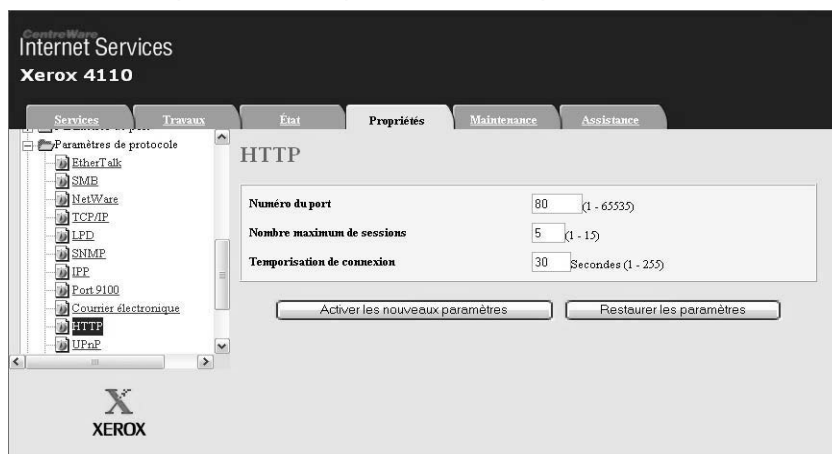 CentreWare
Internet Services
Xerox 4110
Services Travaux État Propriétés Maintenance Assistance
Paramètres de protocole
EtherTalk
SMB
NetWare
TCP/IP
LPD
SNMP
IPP
Port 9100
Courrier électronique
HTTP
UPnP
HTTP
Numéro du port 80 (1 - 65535)
Nombre maximum de sessions 5 (1 - 15)
Temporisation de connexion 30 Secondes (1 - 255)
Activer les nouveaux paramètres Restaurer les paramètres
X
XEROX